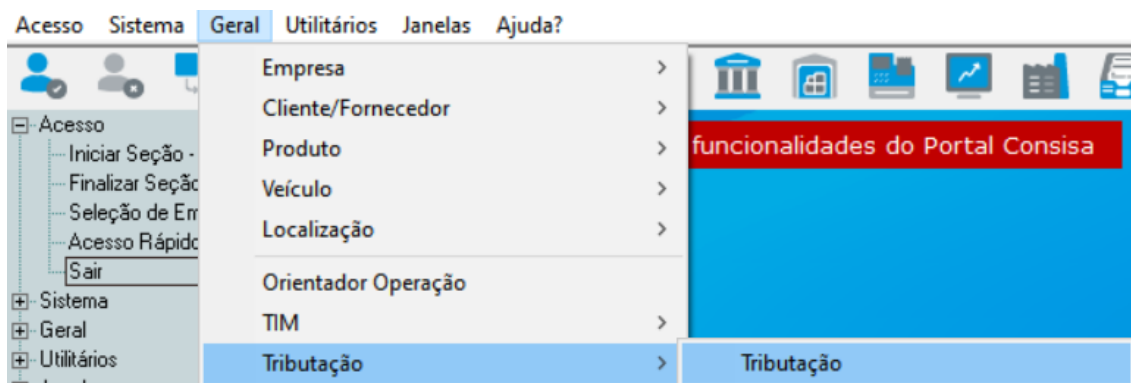 Acesso Sistema Geral Utilitários Janelas Ajuda?
Empresa
Cliente/Fornecedor
Produto
Veículo
Localização
Orientador Operação
TIM
Tributação
Tributação
funcionalidades do Portal Consisa
Acesso
Iniciar Seção -
Finalizar Seção
Seleção de Em
Acesso Rápido
Sair
Sistema
Geral
Utilitários